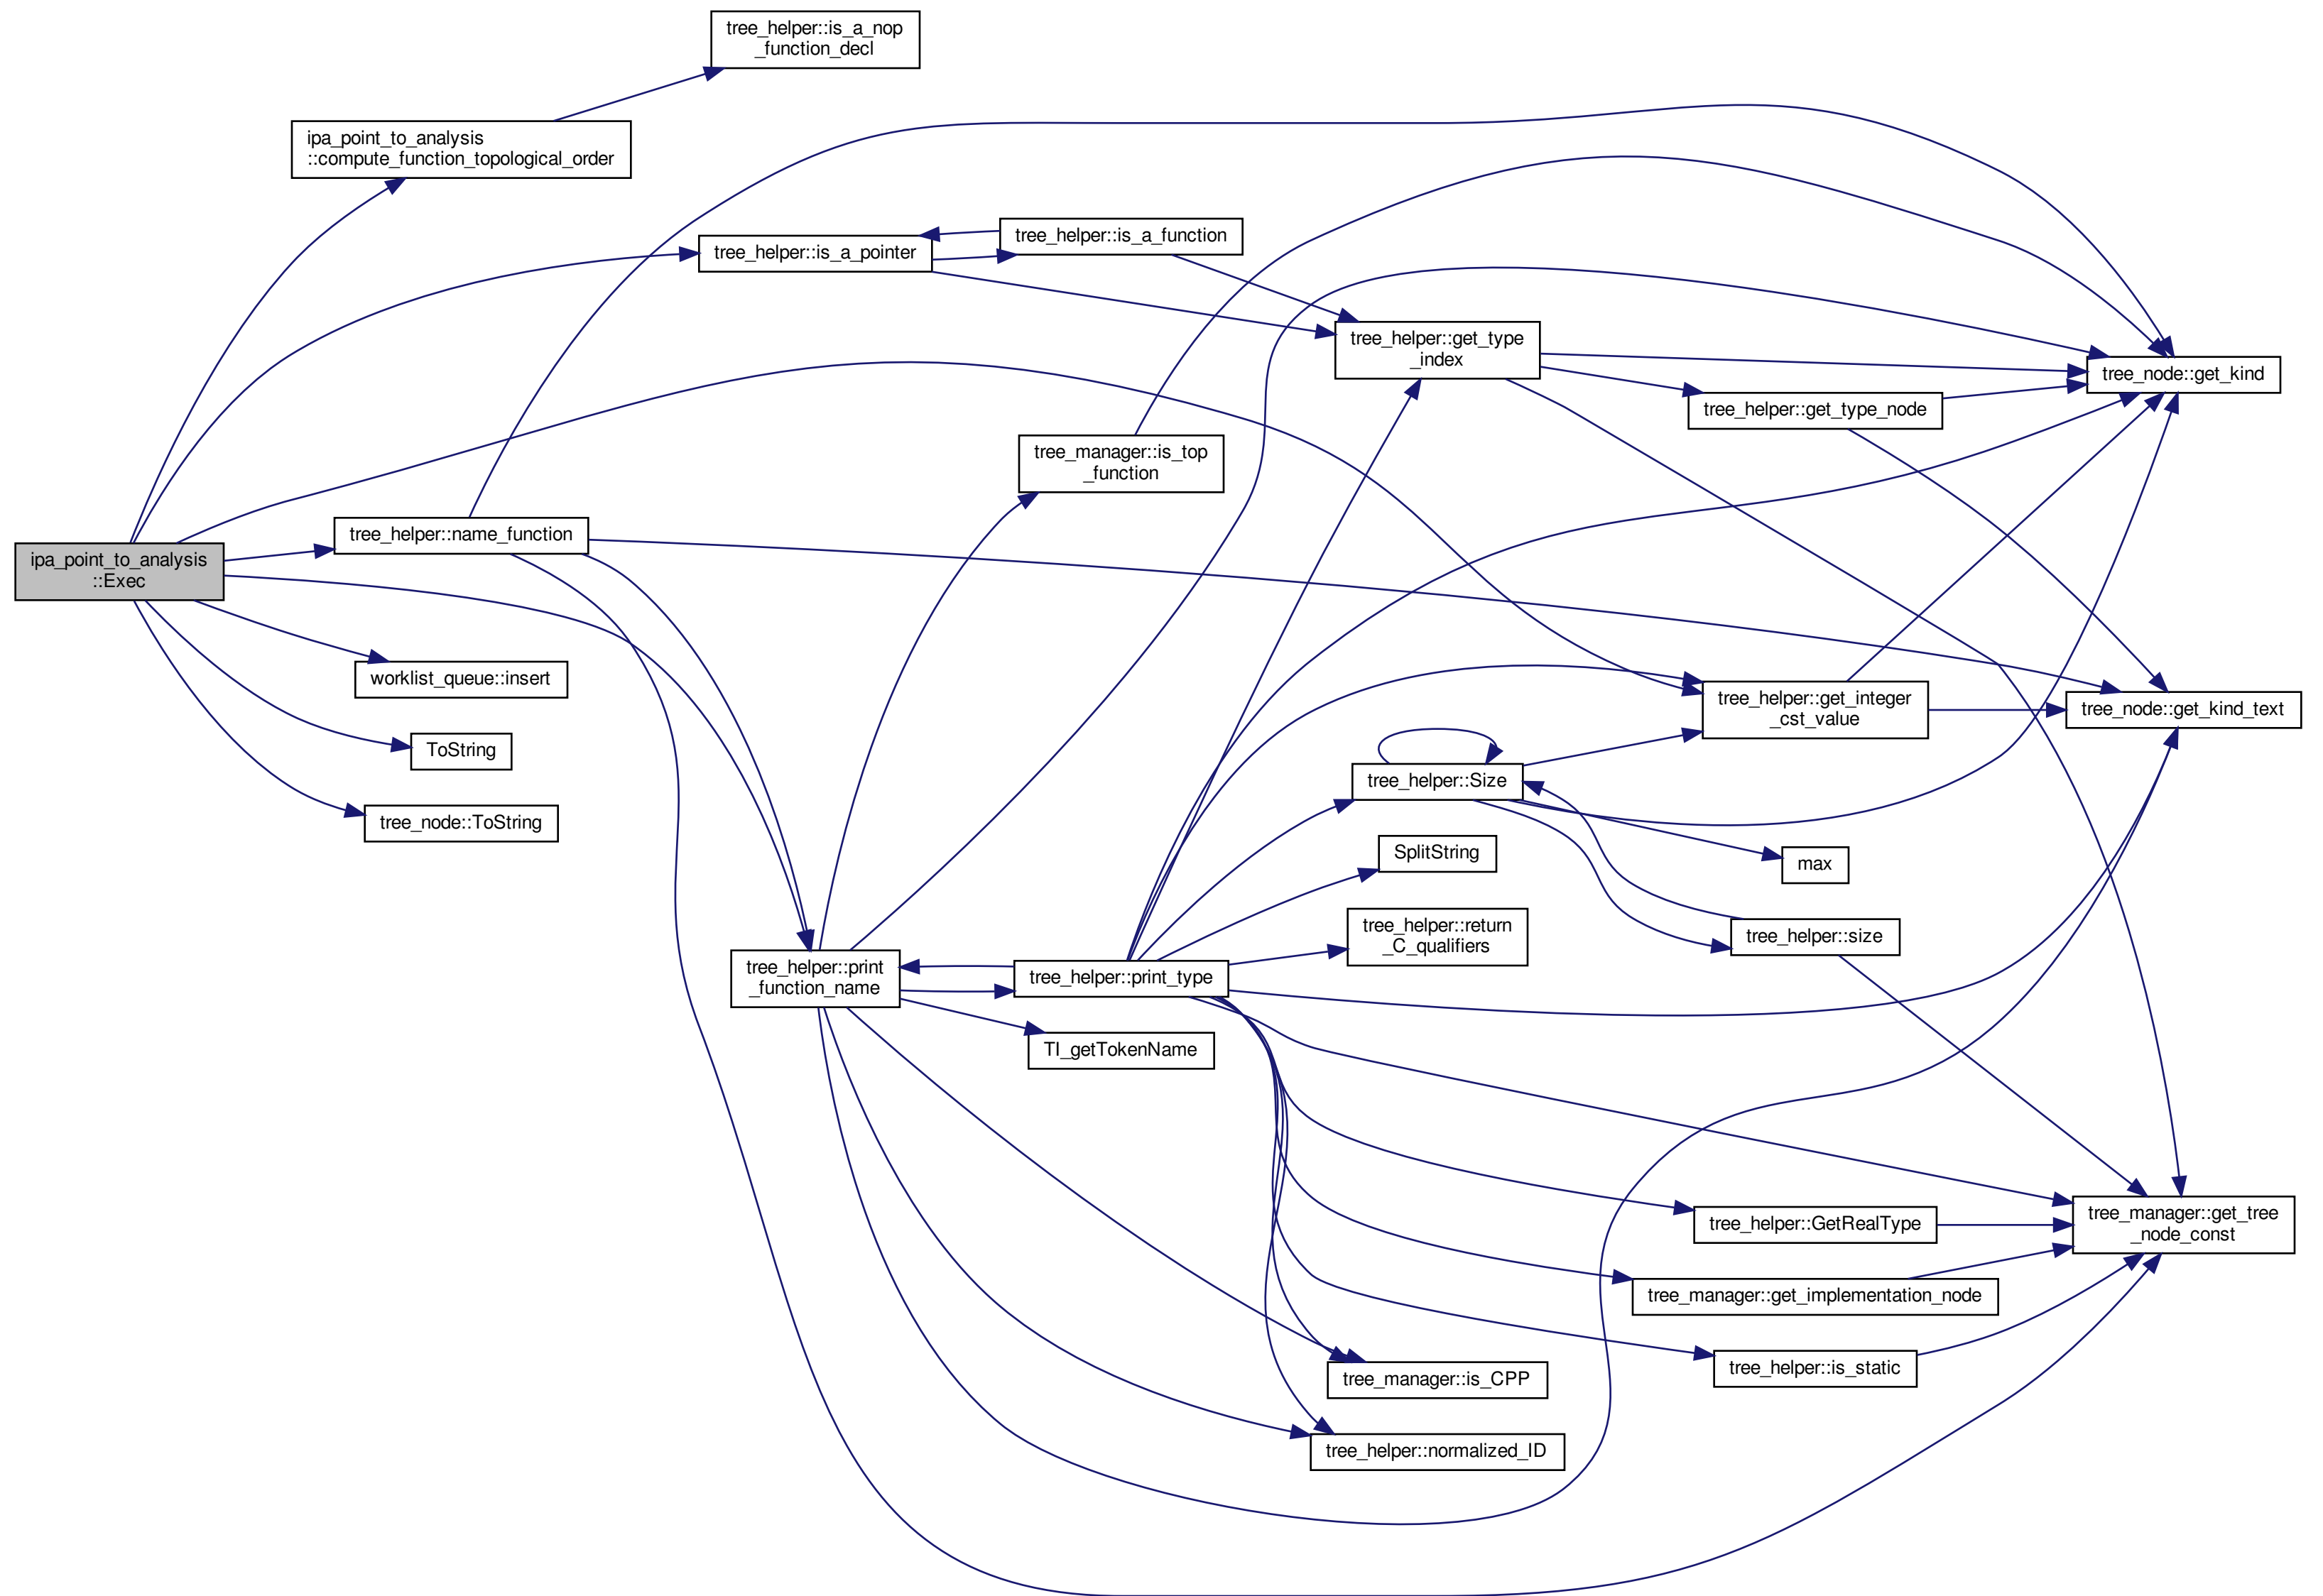 tree_helper::is_a_nop
_function_decl
ipa_point_to_analysis
::compute_function_topological_order
tree_helper::is_a_function
tree_helper::is_a_pointer
tree_helper::get_type
_index
tree_node::get_kind
tree_helper::get_type_node
tree_manager::is_top
_function
tree_helper::name_function
ipa_point_to_analysis
::Exec
worklist_queue::insert
tree_helper::get_integer
_cst_value
tree_node::get_kind_text
ToString
tree_helper::Size
tree_node::ToString
SplitString
max
tree_helper::return
_C_qualifiers
tree_helper::size
tree_helper::print
_function_name
tree_helper::print_type
TI_getTokenName
tree_helper::GetRealType
tree_manager::get_tree
_node_const
tree_manager::get_implementation_node
tree_helper::is_static
tree_manager::is_CPP
tree_helper::normalized_ID